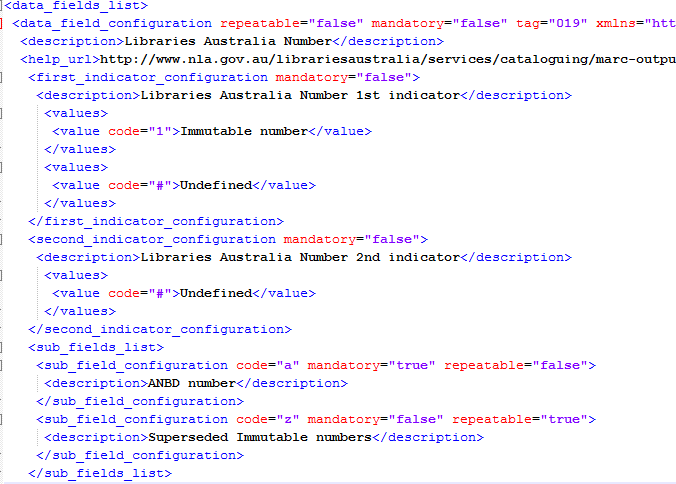 <data_fields_list>
<data_field_configuration repeatable="false" mandatory="false" tag="019" xmlns="htt
<description>Libraries Australia Number</description>
<help_url>http://www.nla.gov.au/librariesaustralia/services/cataloguing/marc-outpu
<first_indicator_configuration mandatory="false">
<description>Libraries Australia Number 1st indicator</description>
<values>
<value code="1">Immutable number</value>
</values>
<values>
<value code="#">Undefined</value>
</values>
</first_indicator_configuration>
<second_indicator_configuration mandatory="false">
<description>Libraries Australia Number 2nd indicator</description>
<values>
<value code="#">Undefined</value>
</values>
</second_indicator_configuration>
<sub_fields_list>
<sub_field_configuration code="a" mandatory="true" repeatable="false">
<description>ANBD number</description>
</sub_field_configuration>
<sub_field_configuration code="z" mandatory="false" repeatable="true">
<description>Superseded Immutable numbers</description>
</sub_field_configuration>
</sub_fields_list>